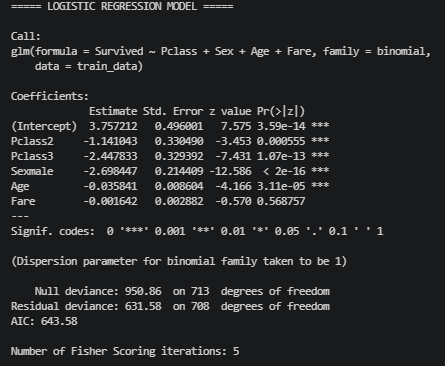 ===== LOGISTIC REGRESSION MODEL =====
Call:
glm(formula = Survived ~ Pclass + Sex + Age + Fare, family = binomial,
    data = train_data)
Coefficients:
             Estimate Std. Error z value Pr(>|z|)
(Intercept)  3.757212   0.496001   7.575 3.59e-14 ***
Pclass2     -1.141043   0.330490  -3.453 0.000555 ***
Pclass3     -2.447833   0.329392  -7.431 1.07e-13 ***
Sexmale     -2.698447   0.214409 -12.586  < 2e-16 ***
Age         -0.035841   0.008604  -4.166 3.11e-05 ***
Fare        -0.001642   0.002882  -0.570 0.568757
---
Signif. codes:  0 '***' 0.001 '**' 0.01 '*' 0.05 '.' 0.1 ' ' 1
(Dispersion parameter for binomial family taken to be 1)
    Null deviance: 950.86  on 713  degrees of freedom
Residual deviance: 631.58  on 708  degrees of freedom
AIC: 643.58
Number of Fisher Scoring iterations: 5